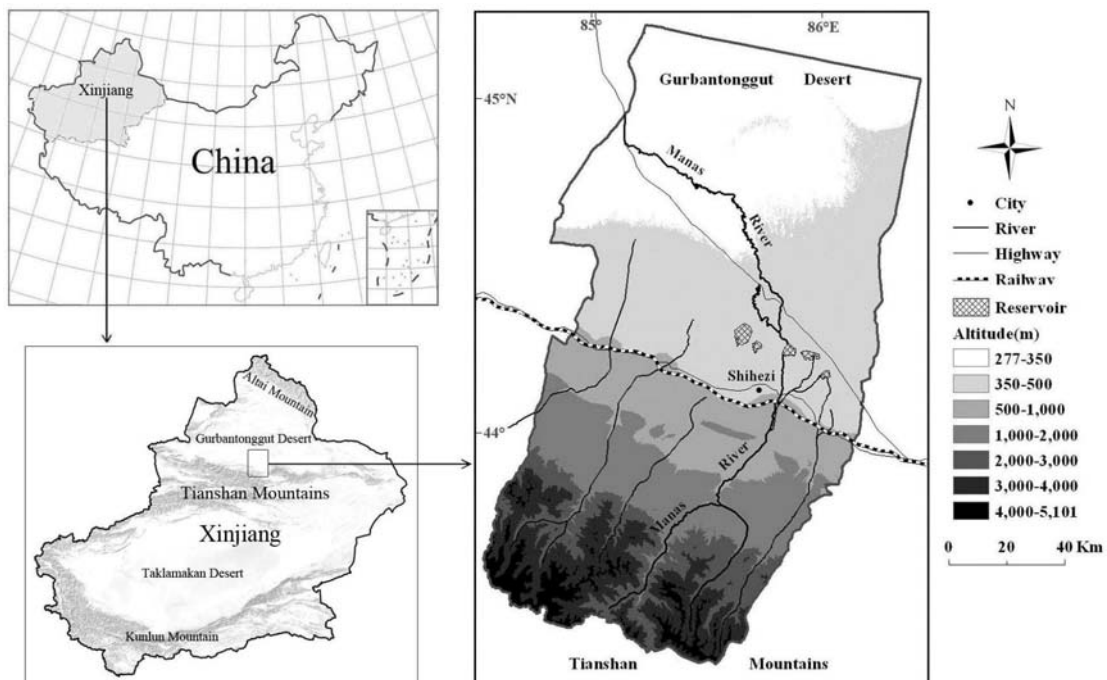 Xinjiang
China
Altai Mountain
Gurbantonggut Desert
Tianshan Mountains
Xinjiang
Taklamakan Desert
Kunlun Mountain
85°
86°E
Gurbantonggut Desert
45°N
Manas
River
Shihezi
44°
River
Manas
Tianshan Mountains
N
City
River
Highway
Railway
Reservoir
Altitude(m)
277-350
350-500
500-1,000
1,000-2,000
2,000-3,000
3,000-4,000
4,000-5,101
0 20 40 Km